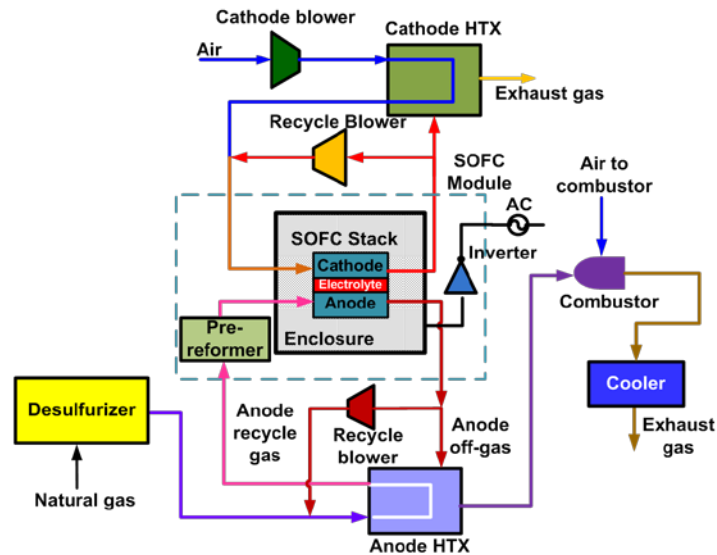 Cathode blower
Cathode HTX
Air
Exhaust gas
Recycle Blower
SOFC
Module
Air to
combustor
AC
SOFC Stack
Inverter
Cathode
Electrolyte
Anode
Combustor
Pre-
reformer
Enclosure
Cooler
Desulfurizer
Anode
recycle
gas
Recycle
blower
Anode
off-gas
Exhaust
gas
Natural gas
Anode HTX